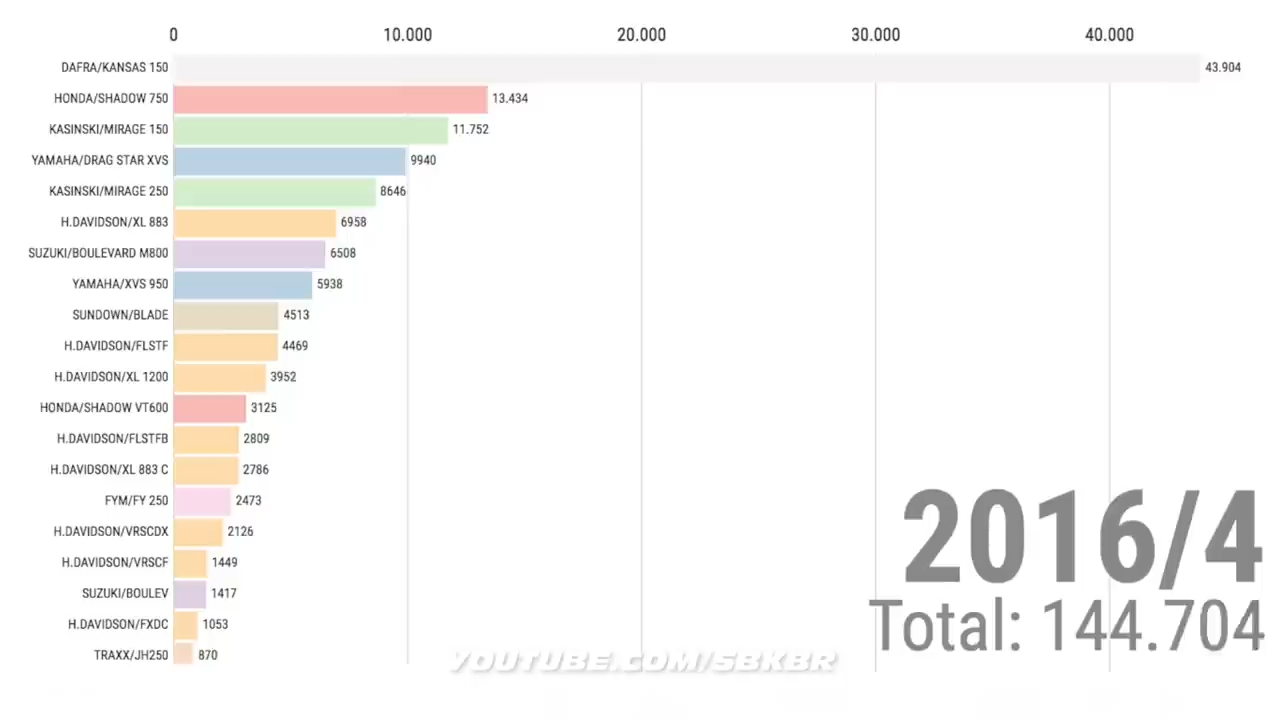 0 10.000 20.000 30.000 40.000
DAFRA/KANSAS 150 43.904
HONDA/SHADOW 750 13.434
KASINSKI/MIRAGE 150 11.752
YAMAHA/DRAG STAR XVS 9940
KASINSKI/MIRAGE 250 8646
H.DAVIDSON/XL 883 6958
SUZUKI/BOULEVARD M800 6508
YAMAHA/XVS 950 5938
SUNDOWN/BLADE 4513
H.DAVIDSON/FLSTF 4469
H.DAVIDSON/XL 1200 3952
HONDA/SHADOW VT600 3125
H.DAVIDSON/FLSTFB 2809
H.DAVIDSON/XL 883 C 2786
FYM/FY 250 2473
H.DAVIDSON/VRSCDX 2126
H.DAVIDSON/VRSCF 1449
SUZUKI/BOULEV 1417
H.DAVIDSON/FXDC 1053
TRAXX/JH250 870
2016/4
Total: 144.704
YOUTUBE.COM/SBKBR